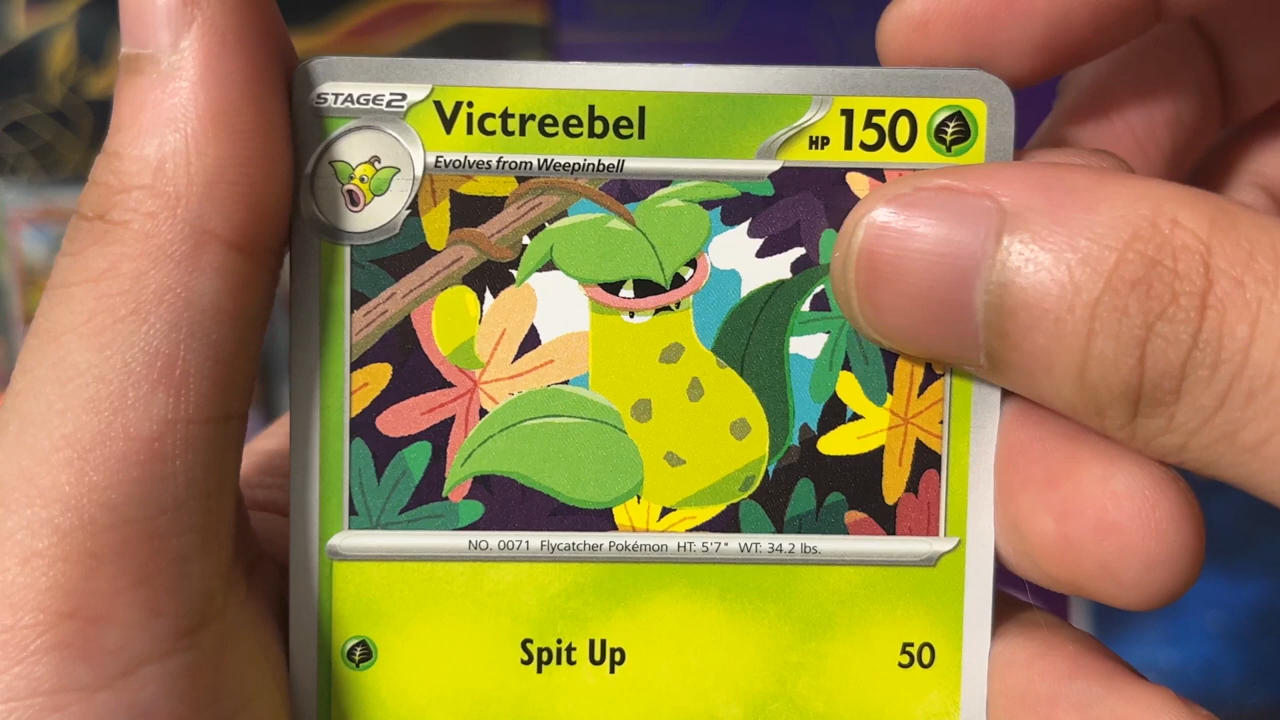 STAGE2
Victreebel
HP 150
Evolves from Weepinbell
NO. 0071 Flycatcher Pokémon HT: 5'7" WT: 34.2 lbs.
Spit Up 50